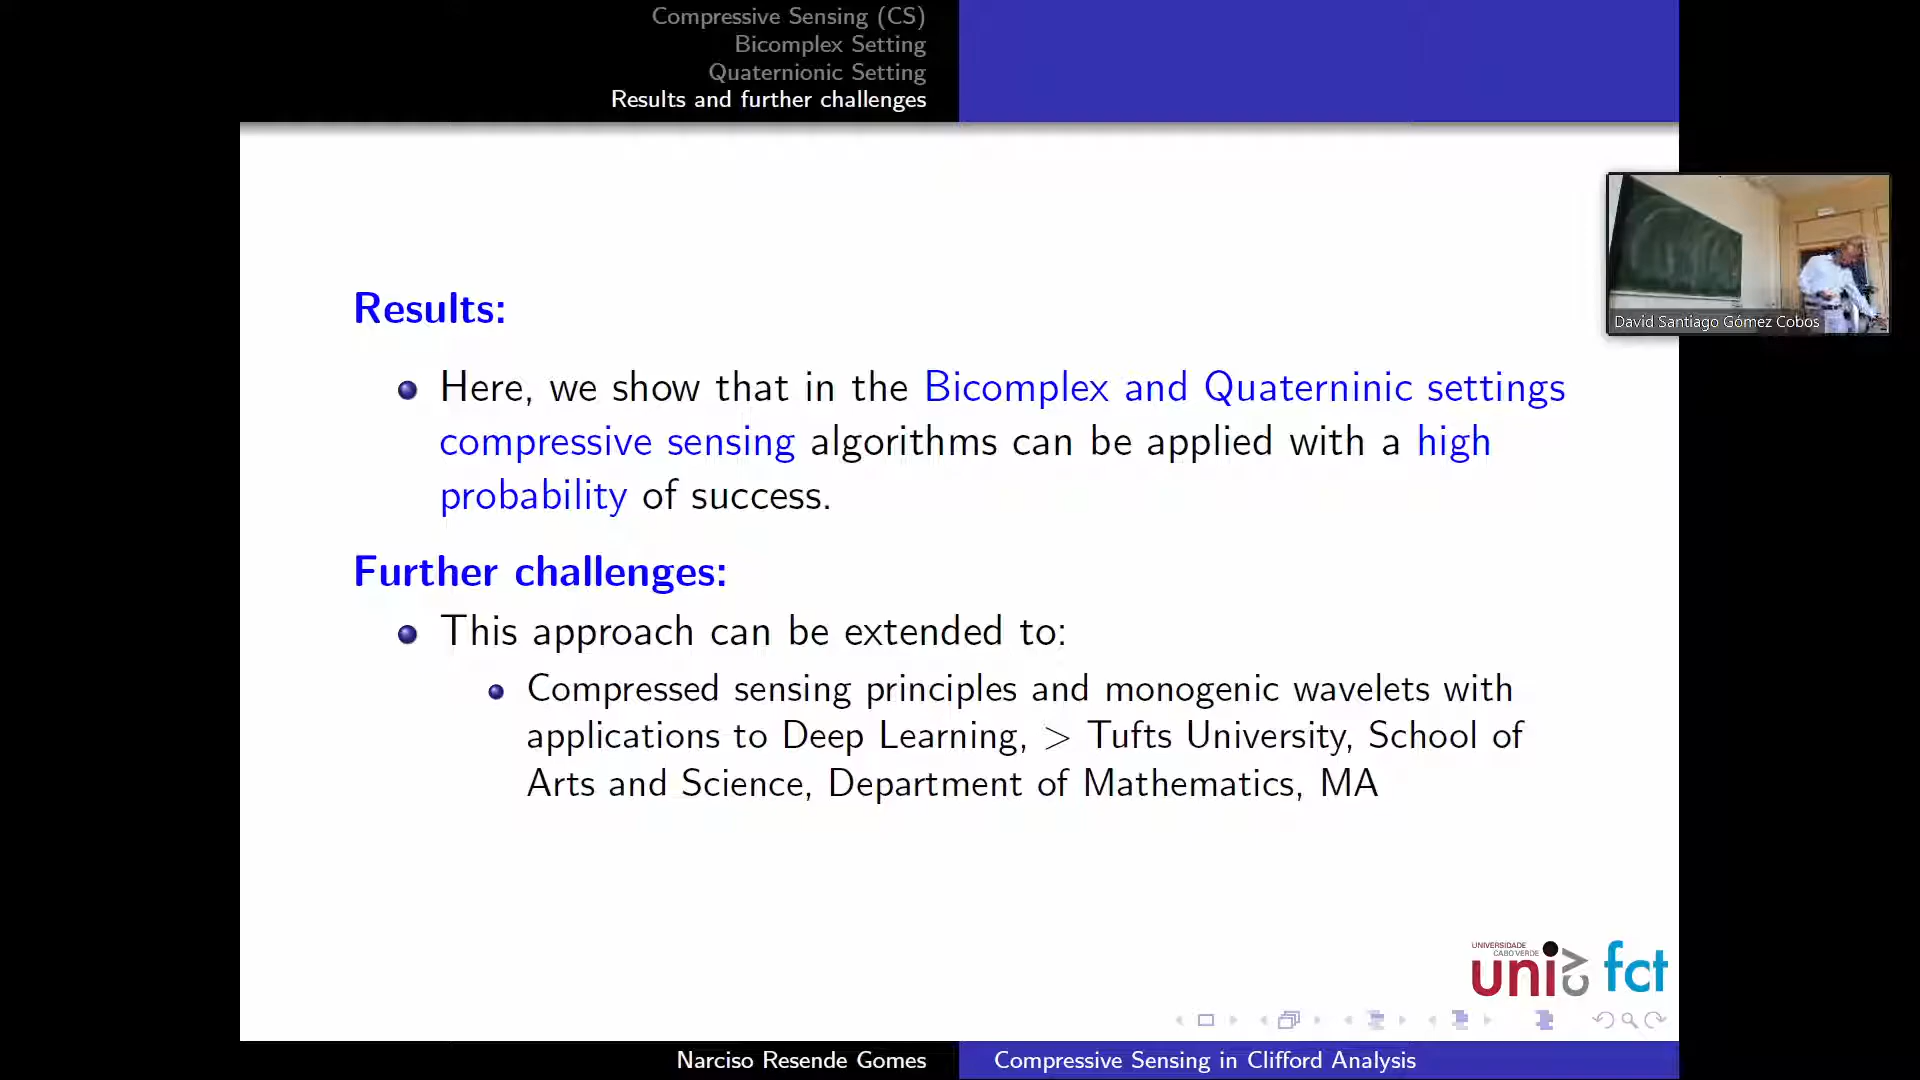 Compressive Sensing (CS)
Bicomplex Setting
Quaternionic Setting
Results and further challenges
David Santiago Gómez Cobos
Results:
Here, we show that in the Bicomplex and Quaterninic settings
compressive sensing algorithms can be applied with a high
probability of success.
Further challenges:
This approach can be extended to:
Compressed sensing principles and monogenic wavelets with
applications to Deep Learning, > Tufts University, School of
Arts and Science, Department of Mathematics, MA
UNIVERSIDADE
CABO VERDE
uni cv fct
Narciso Resende Gomes
Compressive Sensing in Clifford Analysis